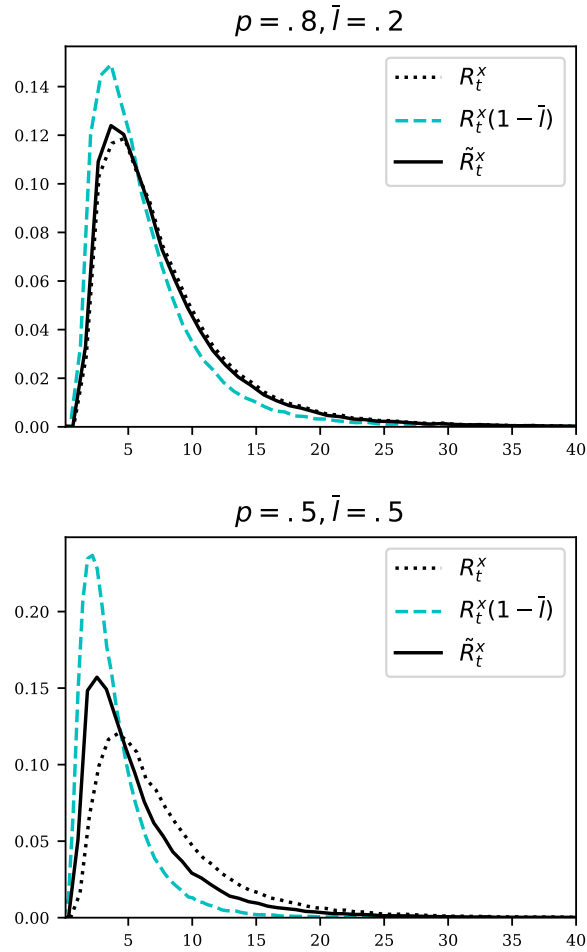 p = .8, l̄ = .2
0.14
0.12
0.10
0.08
0.06
0.04
0.02
0.00
R_t^x
R_t^x(1 − l̄)
R̃_t^x
5 10 15 20 25 30 35 40
p = .5, l̄ = .5
0.20
0.15
0.10
0.05
0.00
R_t^x
R_t^x(1 − l̄)
R̃_t^x
5 10 15 20 25 30 35 40